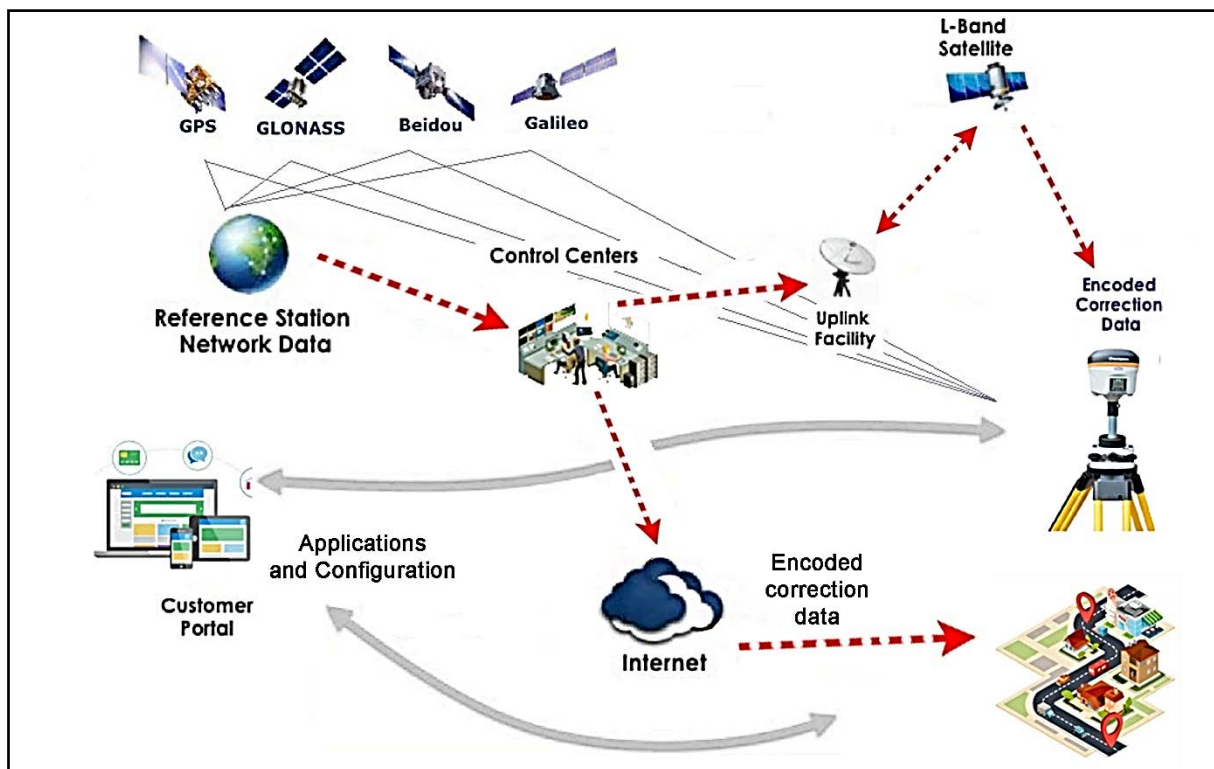 L-Band
Satellite
GPS
GLONASS
Beidou
Galileo
Control Centers
Reference Station
Network Data
Uplink
Facility
Encoded
Correction
Data
Applications
and Configuration
Customer
Portal
Encoded
correction
data
Internet